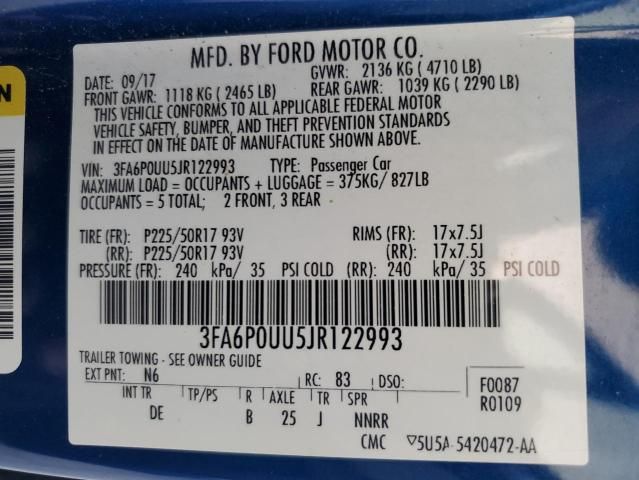 MFD. BY FORD MOTOR CO.
DATE: 09/17 GVWR: 2136 KG ( 4710 LB)
FRONT GAWR: 1118 KG ( 2465 LB) REAR GAWR: 1039 KG ( 2290 LB)
THIS VEHICLE CONFORMS TO ALL APPLICABLE FEDERAL MOTOR
VEHICLE SAFETY, BUMPER, AND THEFT PREVENTION STANDARDS
IN EFFECT ON THE DATE OF MANUFACTURE SHOWN ABOVE.
VIN: 3FA6P0UU5JR122993 TYPE: Passenger Car
MAXIMUM LOAD = OCCUPANTS + LUGGAGE = 375KG/ 827LB
OCCUPANTS = 5 TOTAL; 2 FRONT, 3 REAR
TIRE (FR): P225/50R17 93V RIMS (FR): 17x7.5J
(RR): P225/50R17 93V (RR): 17x7.5J
PRESSURE (FR): 240 kPa/ 35 PSI COLD (RR): 240 kPa/ 35 PSI COLD
3FA6P0UU5JR122993
TRAILER TOWING - SEE OWNER GUIDE
EXT PNT: N6 RC: 83 DSO: F0087
INT TR TP/PS R AXLE TR SPR R0109
DE B 25 J NNRR
CMC ▽5U5A-5420472-AA